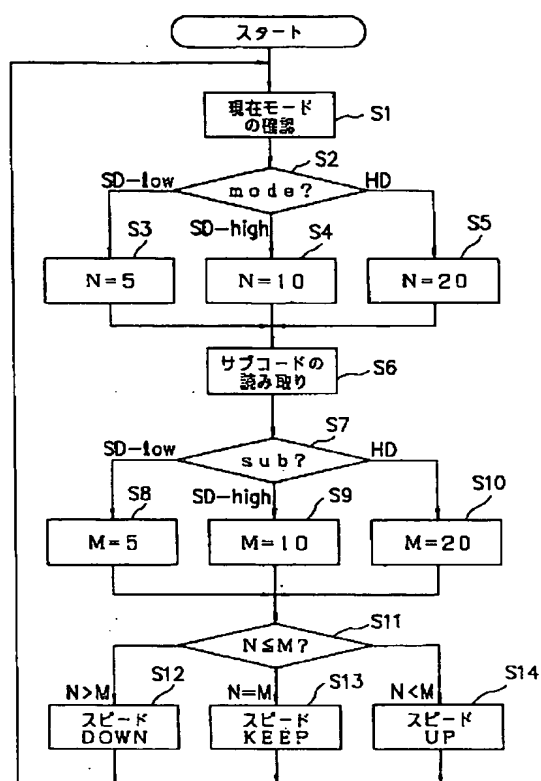 スタート
現在モード
の確認
S1
S2
SD-low
mode?
HD
SD-high
S3
S4
S5
N=5
N=10
N=20
サブコードの
読み取り
S6
S7
SD-low
sub?
HD
SD-high
S8
S9
S10
M=5
M=10
M=20
S11
N≦M?
N>M
S12
N=M
S13
N<M
S14
スピード
DOWN
スピード
KEEP
スピード
UP